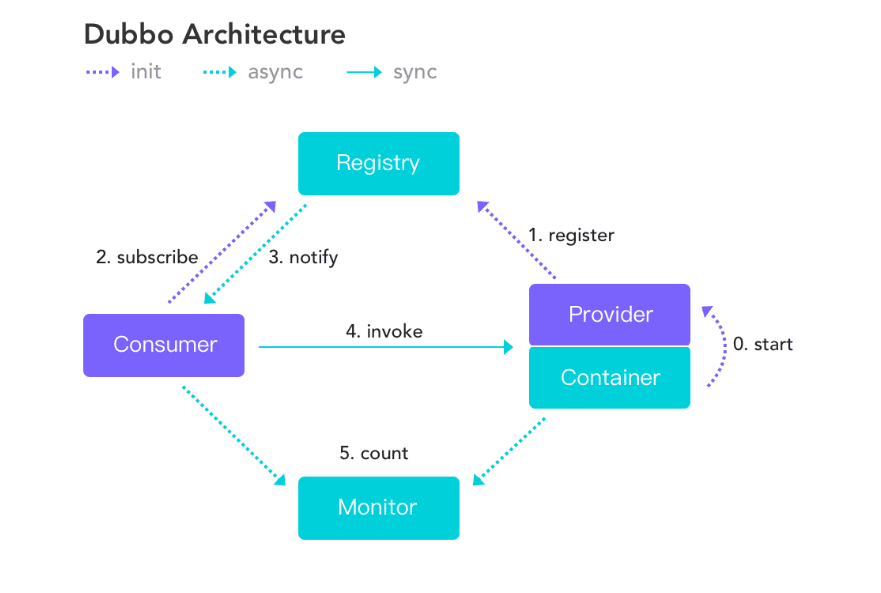 Dubbo Architecture
init async sync
Registry
1. register
2. subscribe
3. notify
Provider
4. invoke
0. start
Consumer
Container
5. count
Monitor